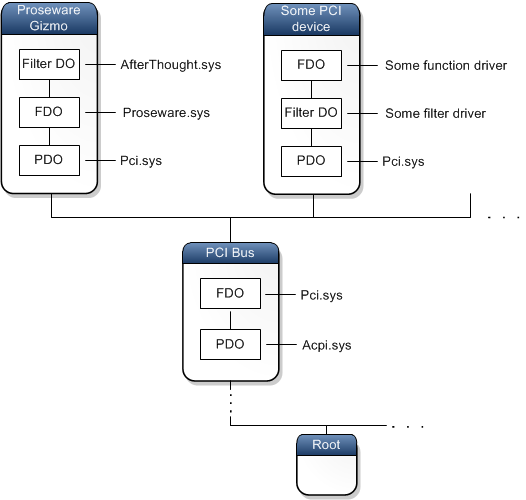 Proseware
Gizmo
Filter DO
AfterThought.sys
FDO
Proseware.sys
PDO
Pci.sys
Some PCI
device
FDO
Some function driver
Filter DO
Some filter driver
PDO
Pci.sys
. . .
PCI Bus
FDO
Pci.sys
PDO
Acpi.sys
. . .
Root